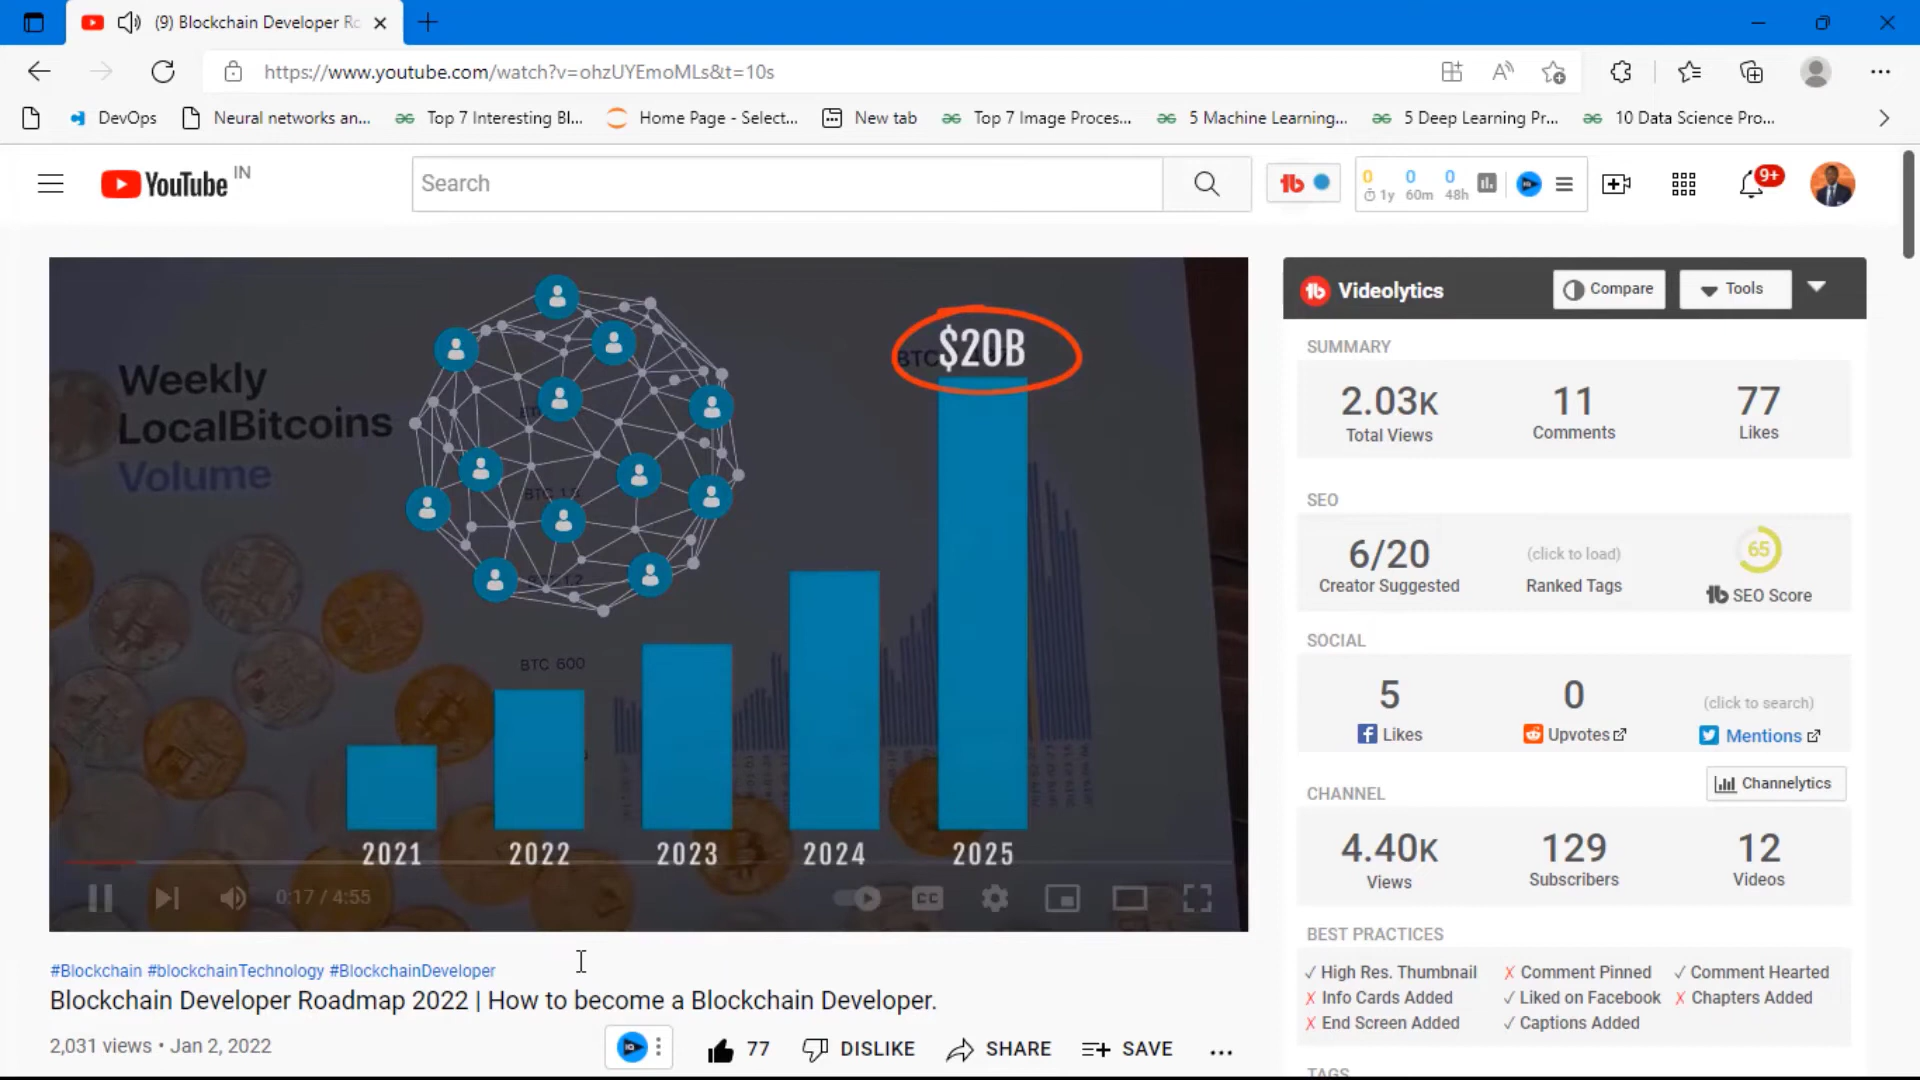 (9) Blockchain Developer Ro
https://www.youtube.com/watch?v=ohzUYEmoMLs&t=10s
DevOps
Neural networks an...
Top 7 Interesting Bl...
Home Page - Select...
New tab
Top 7 Image Proces...
5 Machine Learning...
5 Deep Learning Pr...
10 Data Science Pro...
YouTube IN
Search
0 0 0
1y 60m 48h
9+
Weekly
LocalBitcoins
Volume
$20B
BTC 600
2021 2022 2023 2024 2025
0:17 / 4:55
CC
#Blockchain #blockchainTechnology #BlockchainDeveloper
Blockchain Developer Roadmap 2022 | How to become a Blockchain Developer.
2,031 views • Jan 2, 2022
77
DISLIKE
SHARE
SAVE
...
Videolytics
Compare
Tools
SUMMARY
2.03K 11 77
Total Views Comments Likes
SEO
6/20 (click to load) 65
Creator Suggested Ranked Tags SEO Score
SOCIAL
5 0 (click to search)
Likes Upvotes Mentions
CHANNEL
Channelytics
4.40K 129 12
Views Subscribers Videos
BEST PRACTICES
✓ High Res. Thumbnail ✗ Comment Pinned ✓ Comment Hearted
✗ Info Cards Added ✓ Liked on Facebook ✗ Chapters Added
✗ End Screen Added ✓ Captions Added
TAGS